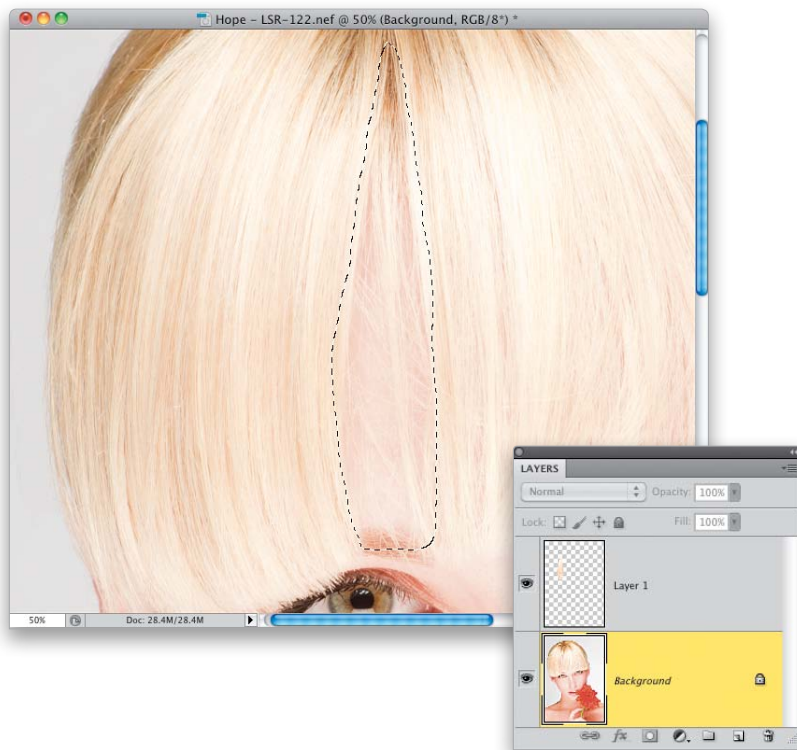 Hope – LSR-122.nef @ 50% (Background, RGB/8*) *
50%
Doc: 28.4M/28.4M
LAYERS
Normal
Opacity: 100%
Lock:
Fill: 100%
Layer 1
Background
fx